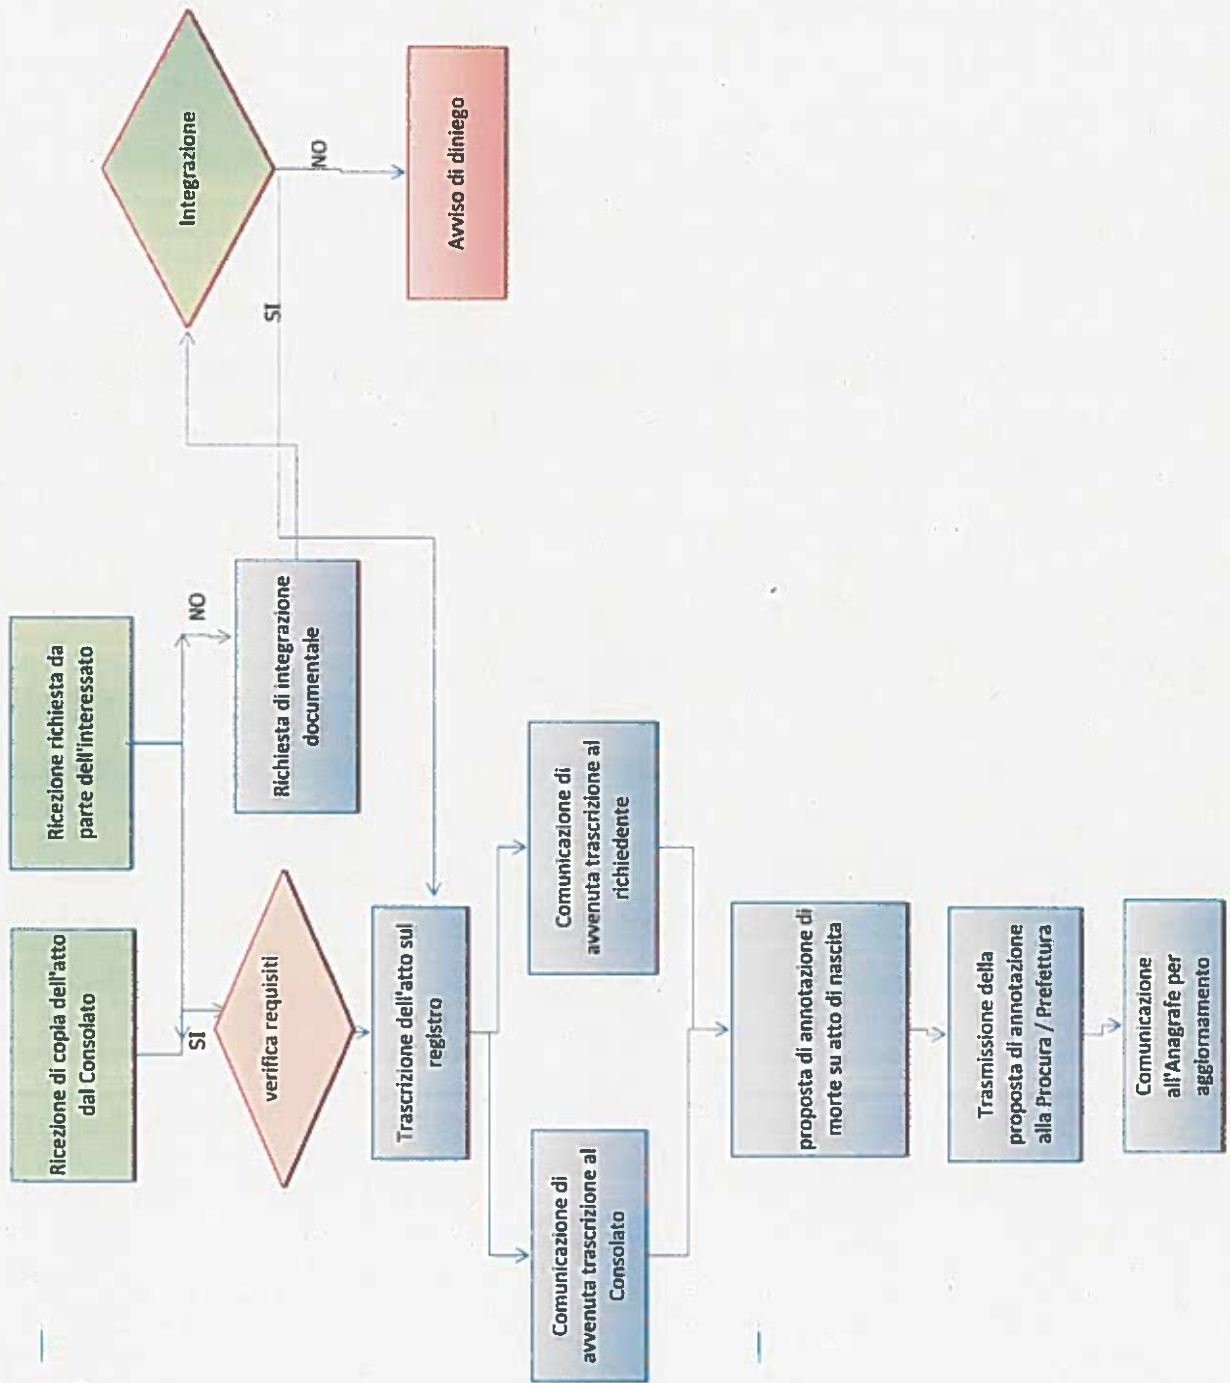 Ricezione di copia dell'atto
dal Consolato
Ricezione richiesta da
parte dell'interessato
SI
NO
verifica requisiti
Richiesta di integrazione
documentale
Integrazione
SI
NO
Avviso di diniego
Trascrizione dell'atto sul
registro
Comunicazione di
avvenuta trascrizione al
Consolato
Comunicazione di
avvenuta trascrizione al
richiedente
proposta di annotazione di
morte su atto di nascita
Trasmissione della
proposta di annotazione
alla Procura / Prefettura
Comunicazione
all'Anagrafe per
aggiornamento